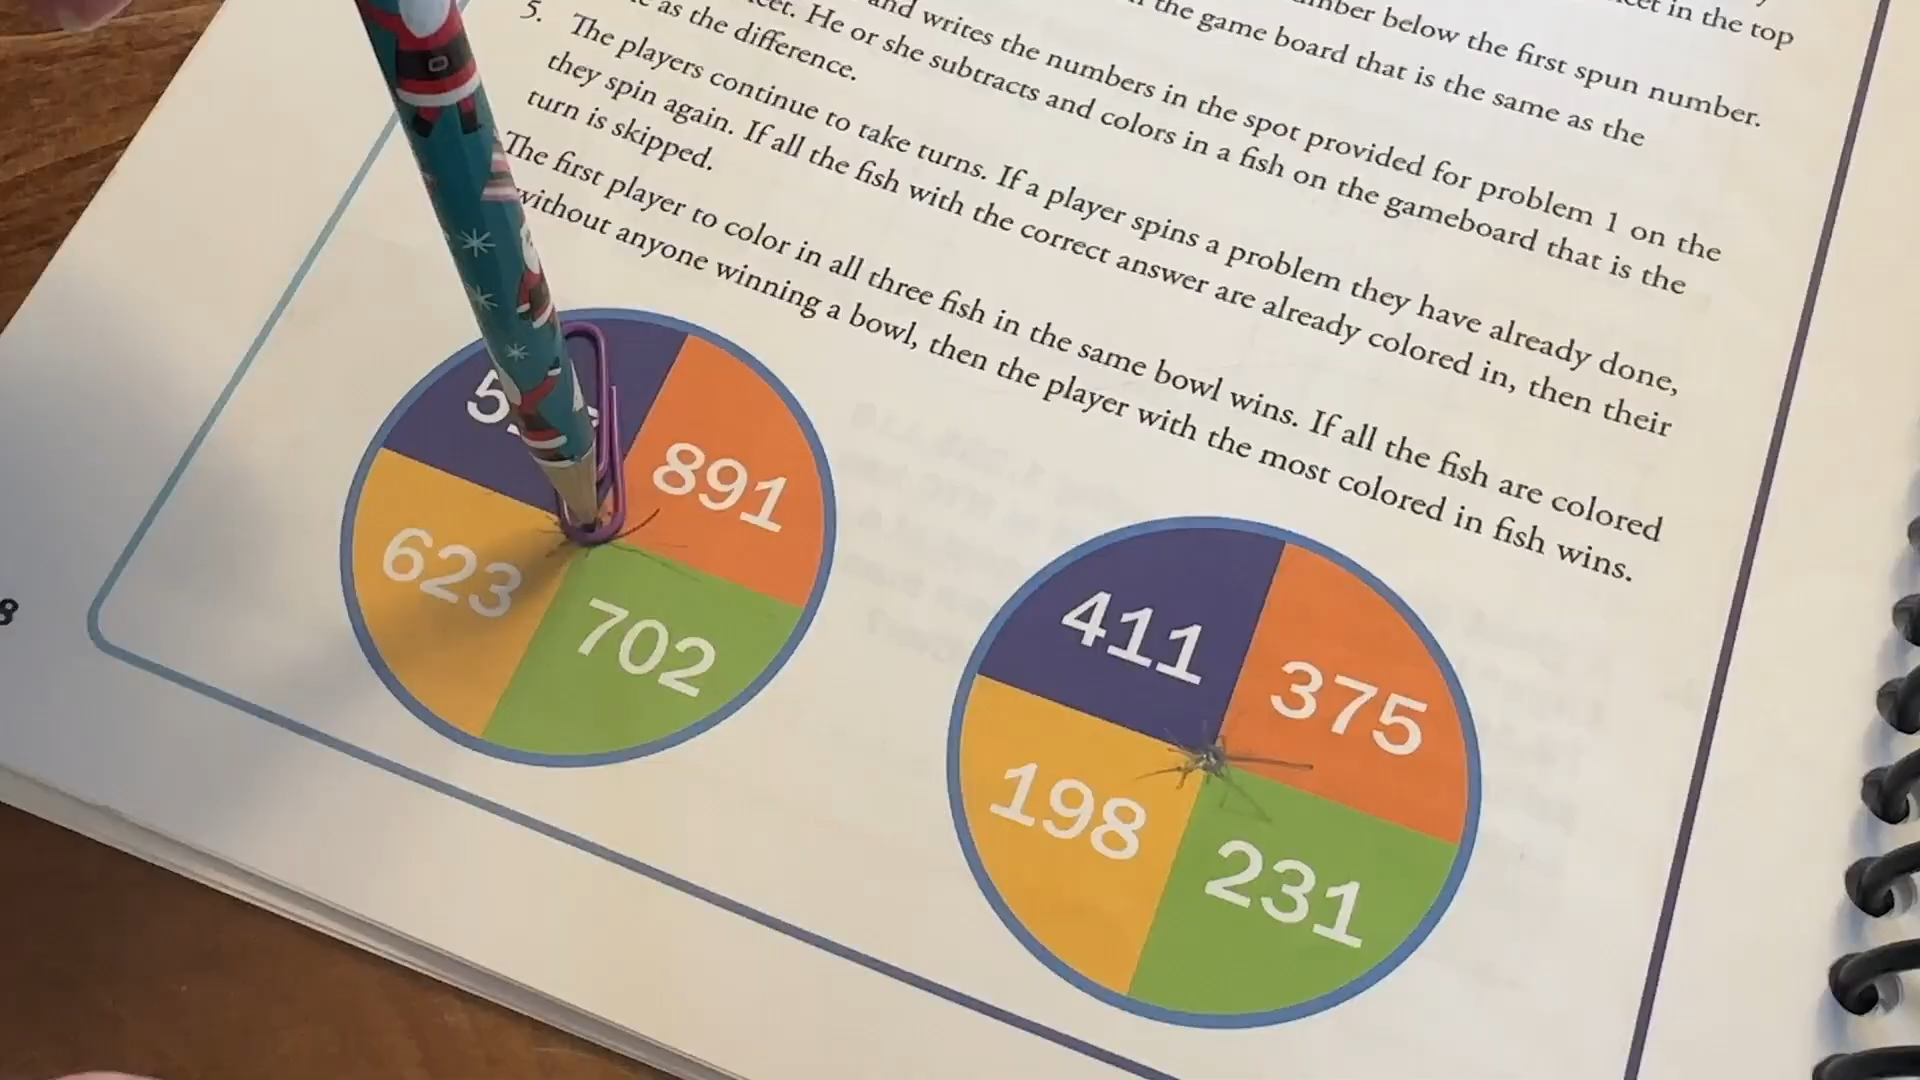 in the top
number below the first spun number.
the game board that is the same as the
and writes the numbers in the spot provided for problem 1 on the
He or she subtracts and colors in a fish on the gameboard that is the
as the difference.
5. The players continue to take turns. If a player spins a problem they have already done,
they spin again. If all the fish with the correct answer are already colored in, then their
turn is skipped.
The first player to color in all three fish in the same bowl wins. If all the fish are colored
without anyone winning a bowl, then the player with the most colored in fish wins.
891
623
702
411
375
198
231
8